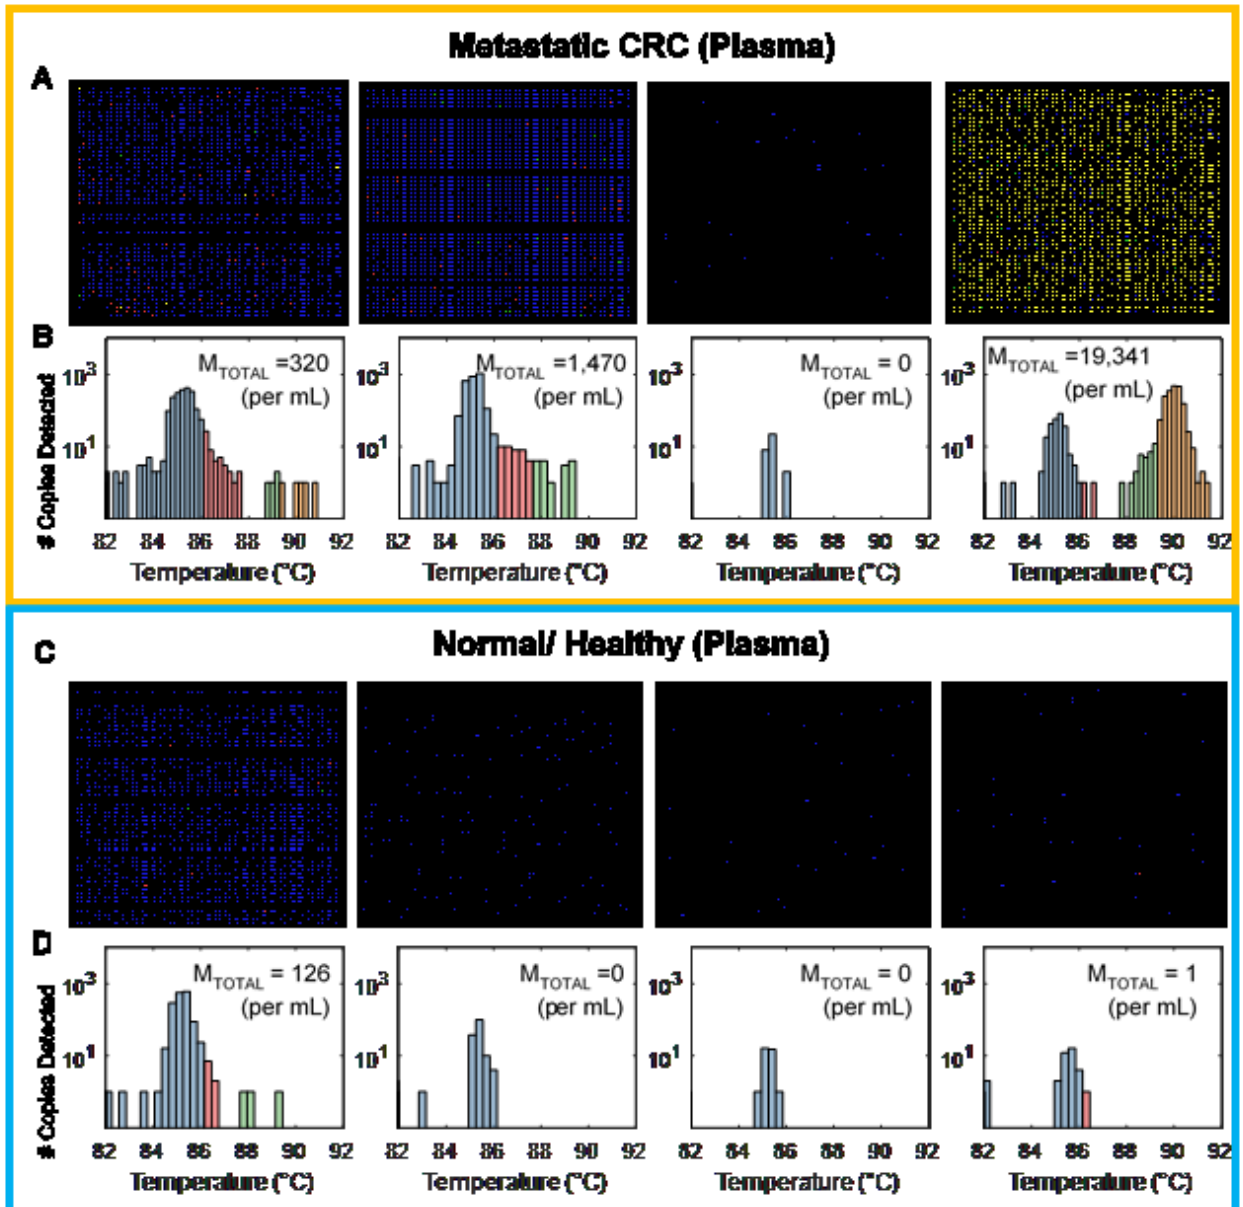 Metastatic CRC (Plasma)
A
B
# Copies Detected
10³
10¹
M_TOTAL =320
(per mL)
82 84 86 88 90 92
Temperature (°C)
10³
10¹
M_TOTAL =1,470
(per mL)
82 84 86 88 90 92
Temperature (°C)
10³
10¹
M_TOTAL = 0
(per mL)
82 84 86 88 90 92
Temperature (°C)
10³
10¹
M_TOTAL =19,341
(per mL)
82 84 86 88 90 92
Temperature (°C)
Normal/ Healthy (Plasma)
C
D
# Copies Detected
10³
10¹
M_TOTAL = 126
(per mL)
82 84 86 88 90 92
Temperature (°C)
10³
10¹
M_TOTAL =0
(per mL)
82 84 86 88 90 92
Temperature (°C)
10³
10¹
M_TOTAL = 0
(per mL)
82 84 86 88 90 92
Temperature (°C)
10³
10¹
M_TOTAL = 1
(per mL)
82 84 86 88 90 92
Temperature (°C)